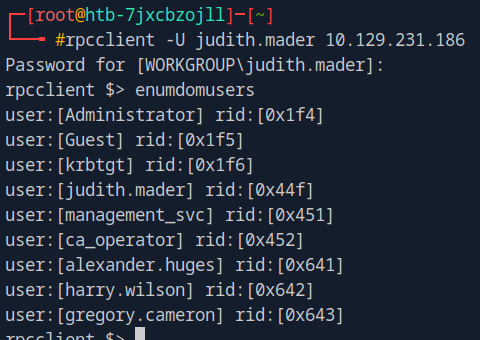 [root@htb-7jxcbzojll]-[~]
#rpcclient -U judith.mader 10.129.231.186
Password for [WORKGROUP\judith.mader]:
rpcclient $> enumdomusers
user:[Administrator] rid:[0x1f4]
user:[Guest] rid:[0x1f5]
user:[krbtgt] rid:[0x1f6]
user:[judith.mader] rid:[0x44f]
user:[management_svc] rid:[0x451]
user:[ca_operator] rid:[0x452]
user:[alexander.huges] rid:[0x641]
user:[harry.wilson] rid:[0x642]
user:[gregory.cameron] rid:[0x643]
rpcclient $>